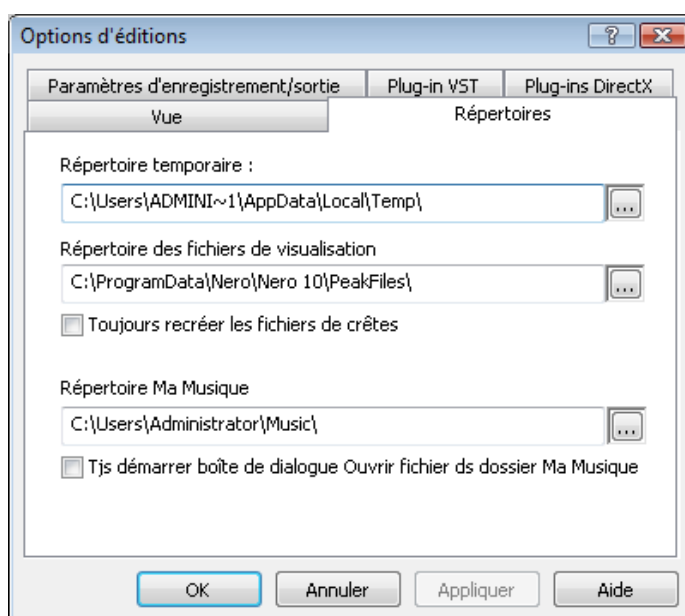 Options d'éditions
Paramètres d'enregistrement/sortie Plug-in VST Plug-ins DirectX
Vue Répertoires
Répertoire temporaire :
C:\Users\ADMINI~1\AppData\Local\Temp\ ...
Répertoire des fichiers de visualisation
C:\ProgramData\Nero\Nero 10\PeakFiles\ ...
Toujours recréer les fichiers de crêtes
Répertoire Ma Musique
C:\Users\Administrator\Music\ ...
Tjs démarrer boîte de dialogue Ouvrir fichier ds dossier Ma Musique
OK Annuler Appliquer Aide